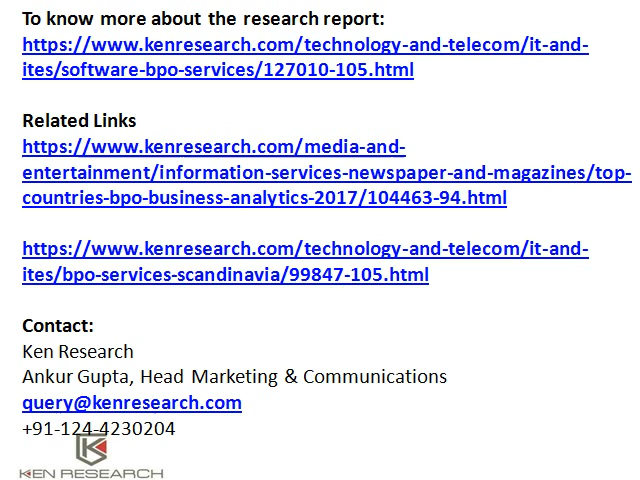 To know more about the research report:
https://www.kenresearch.com/technology-and-telecom/it-and-
ites/software-bpo-services/127010-105.html
Related Links
https://www.kenresearch.com/media-and-
entertainment/information-services-newspaper-and-magazines/top-
countries-bpo-business-analytics-2017/104463-94.html
https://www.kenresearch.com/technology-and-telecom/it-and-
ites/bpo-services-scandinavia/99847-105.html
Contact:
Ken Research
Ankur Gupta, Head Marketing & Communications
query@kenresearch.com
+91-124-4230204
KEN RESEARCH